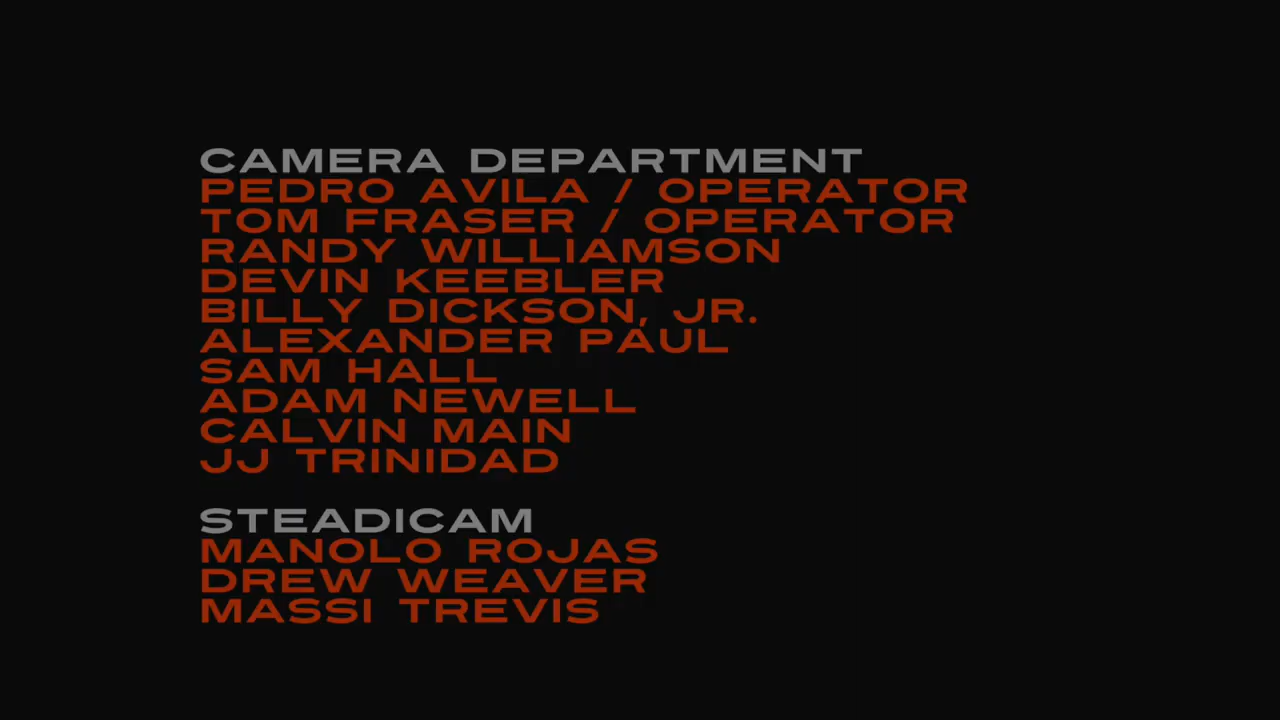 CAMERA DEPARTMENT
PEDRO AVILA / OPERATOR
TOM FRASER / OPERATOR
RANDY WILLIAMSON
DEVIN KEEBLER
BILLY DICKSON, JR.
ALEXANDER PAUL
SAM HALL
ADAM NEWELL
CALVIN MAIN
JJ TRINIDAD
STEADICAM
MANOLO ROJAS
DREW WEAVER
MASSI TREVIS